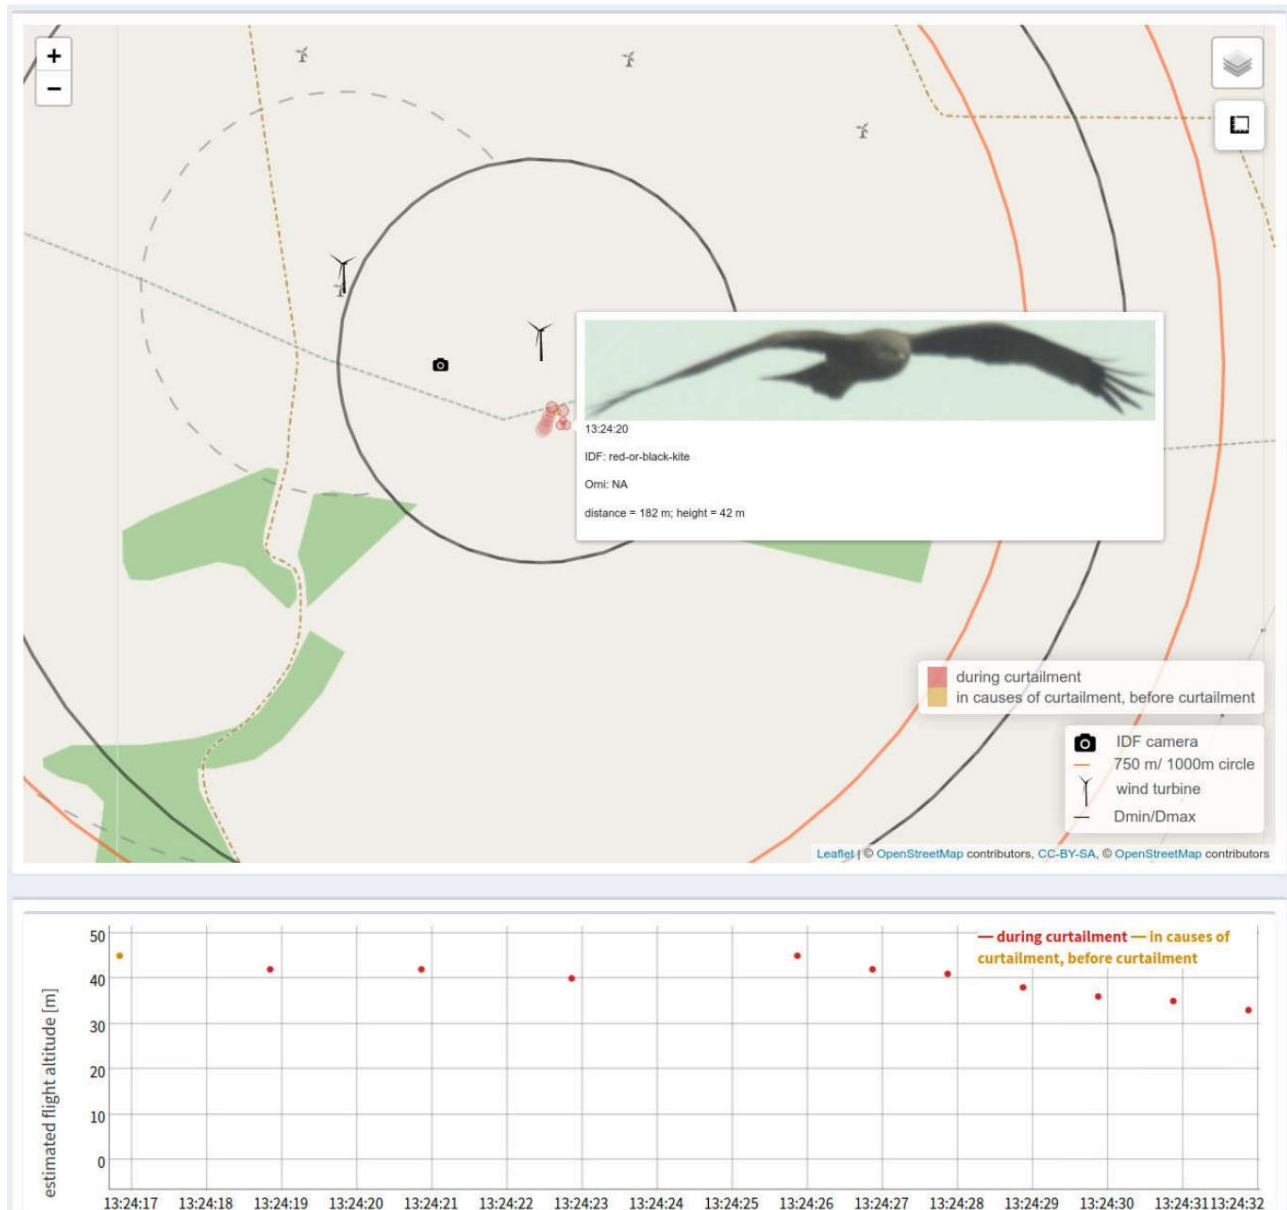 +
−
13:24:20
IDF: red-or-black-kite
Orni: NA
distance = 182 m; height = 42 m
during curtailment
in causes of curtailment, before curtailment
IDF camera
750 m/ 1000m circle
wind turbine
Dmin/Dmax
Leaflet | © OpenStreetMap contributors, CC-BY-SA, © OpenStreetMap contributors
— during curtailment — in causes of
curtailment, before curtailment
estimated flight altitude [m]
50
40
30
20
10
0
13:24:17 13:24:18 13:24:19 13:24:20 13:24:21 13:24:22 13:24:23 13:24:24 13:24:25 13:24:26 13:24:27 13:24:28 13:24:29 13:24:30 13:24:31 13:24:32